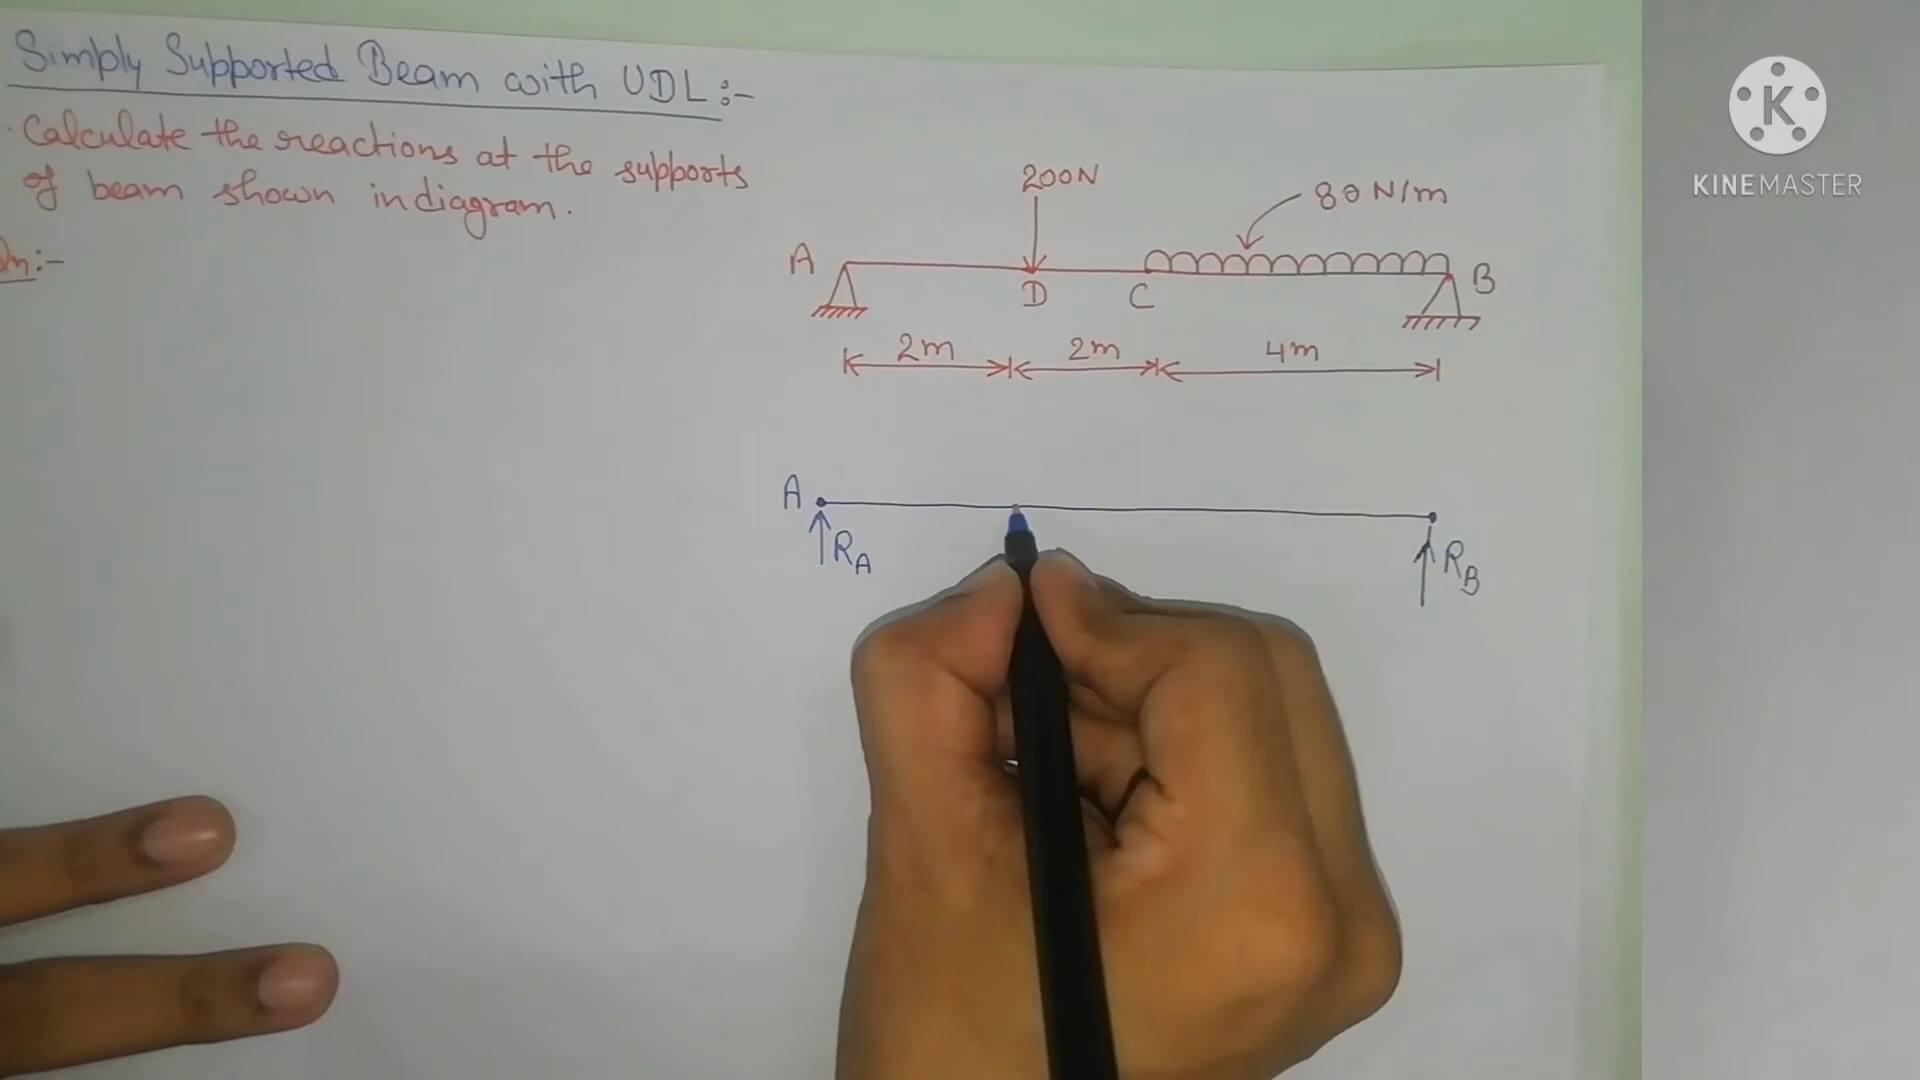 Simply Supported Beam with UDL:-
Calculate the reactions at the supports
of beam shown in diagram.
200N
80 N/m
A
D
C
B
2m
2m
4m
A
RA
RB
K
KINEMASTER